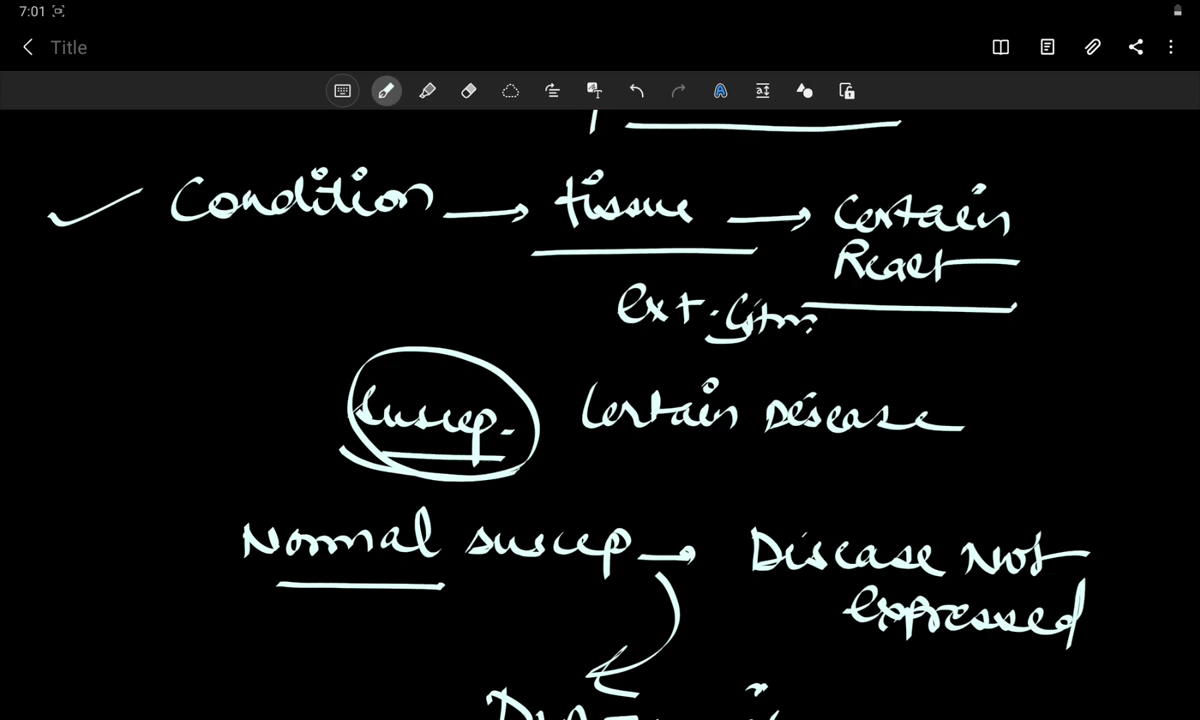 7:01
Title
Condition → tissue → Certain
React
ext. Stm.
Suscep. Certain Disease
Normal suscep → Disease Not
expressed